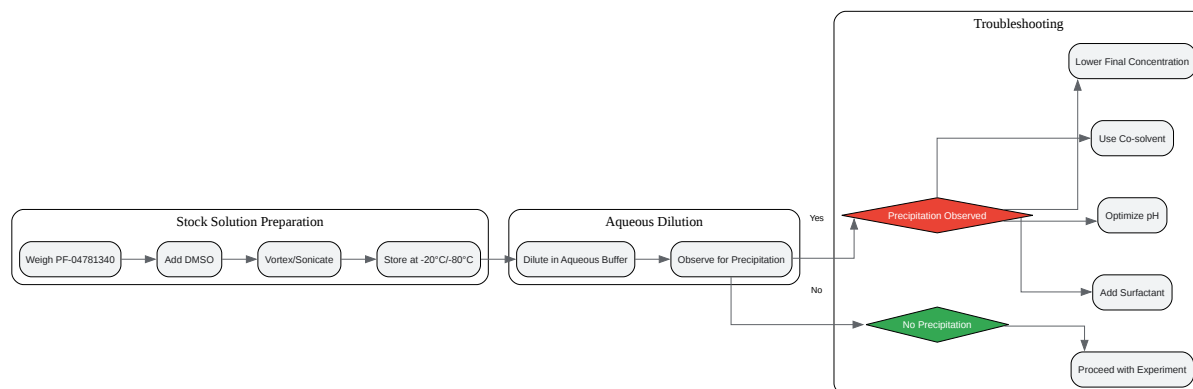 Troubleshooting
Lower Final Concentration
Use Co-solvent
Stock Solution Preparation
Aqueous Dilution
Yes
Precipitation Observed
Optimize pH
Weigh PF-04781340
Add DMSO
Vortex/Sonicate
Store at -20°C/-80°C
Dilute in Aqueous Buffer
Observe for Precipitation
No
Add Surfactant
No Precipitation
Proceed with Experiment